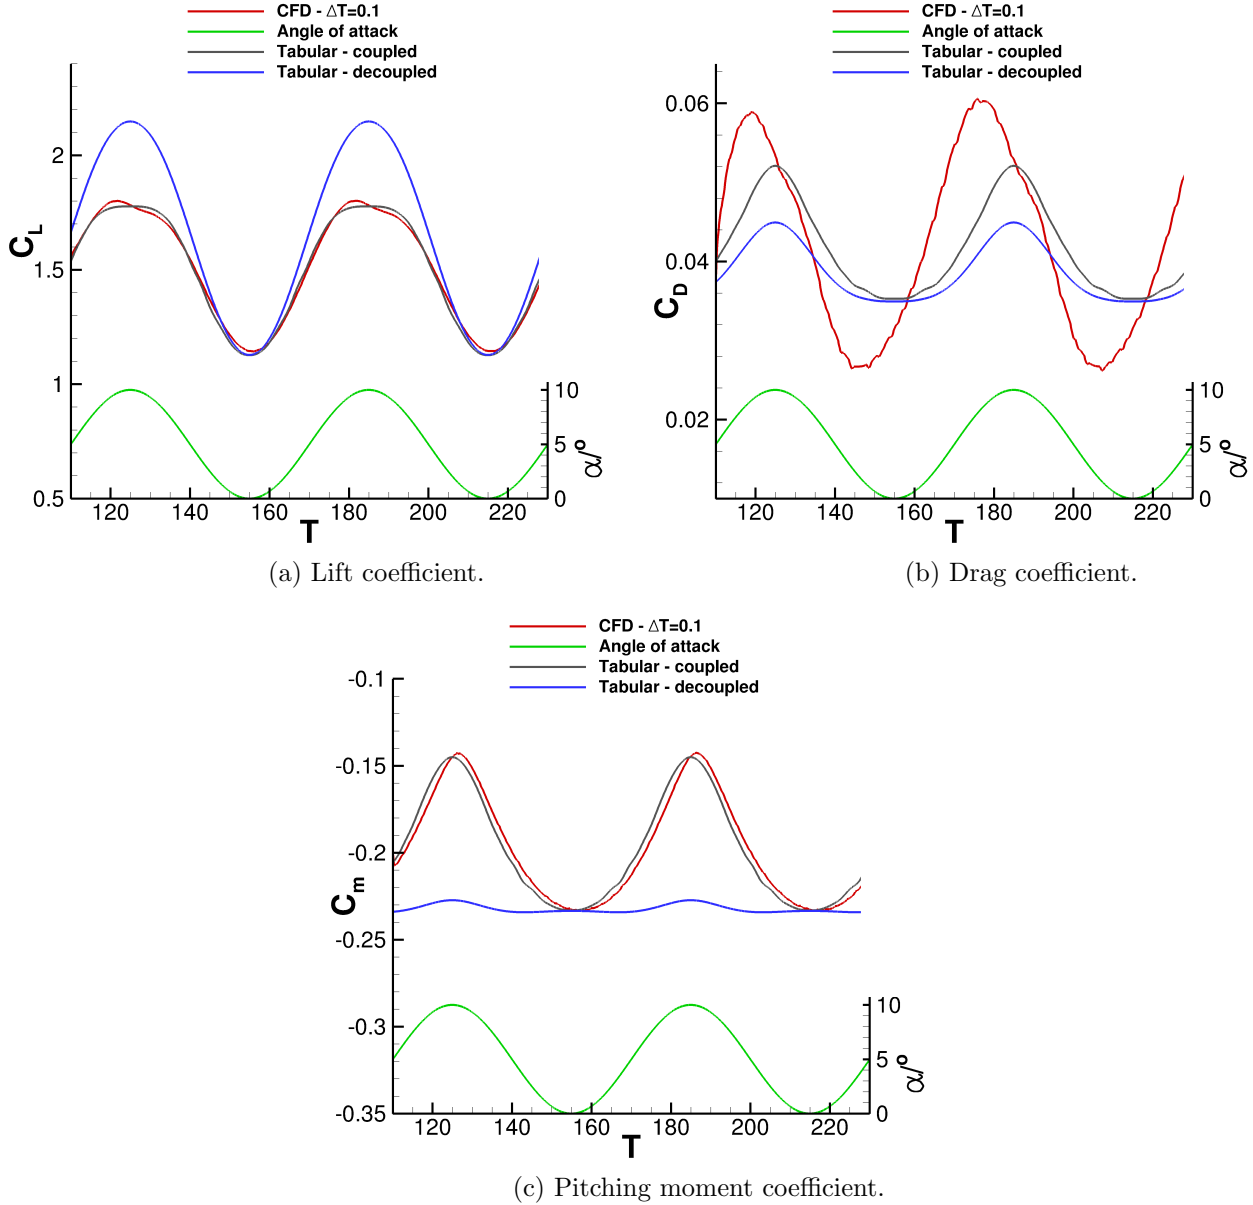 CFD - ΔT=0.1
Angle of attack
Tabular - coupled
Tabular - decoupled
2
1.5
1
0.5
C_L
120 140 160 180 200 220
T
10
5
0
α/º
(a) Lift coefficient.
CFD - ΔT=0.1
Angle of attack
Tabular - coupled
Tabular - decoupled
0.06
0.04
0.02
C_D
120 140 160 180 200 220
T
10
5
0
α/º
(b) Drag coefficient.
CFD - ΔT=0.1
Angle of attack
Tabular - coupled
Tabular - decoupled
-0.1
-0.15
-0.2
-0.25
-0.3
-0.35
C_m
120 140 160 180 200 220
T
10
5
0
α/º
(c) Pitching moment coefficient.